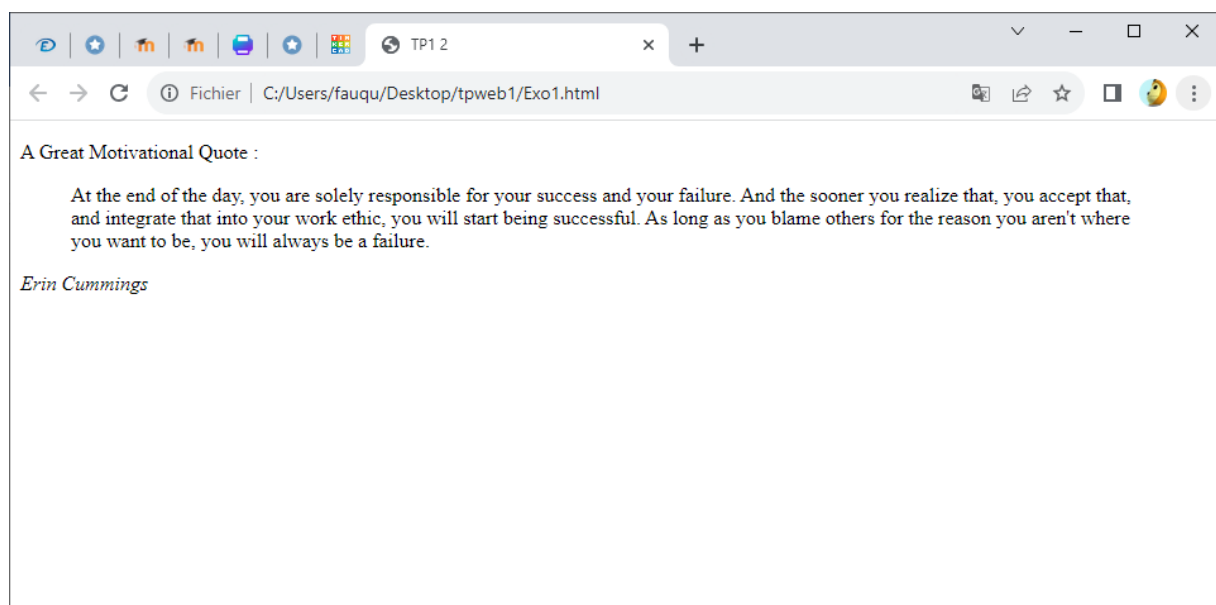 TP1 2
Fichier | C:/Users/fauqu/Desktop/tpweb1/Exo1.html
A Great Motivational Quote :
At the end of the day, you are solely responsible for your success and your failure. And the sooner you realize that, you accept that,
and integrate that into your work ethic, you will start being successful. As long as you blame others for the reason you aren't where
you want to be, you will always be a failure.
Erin Cummings